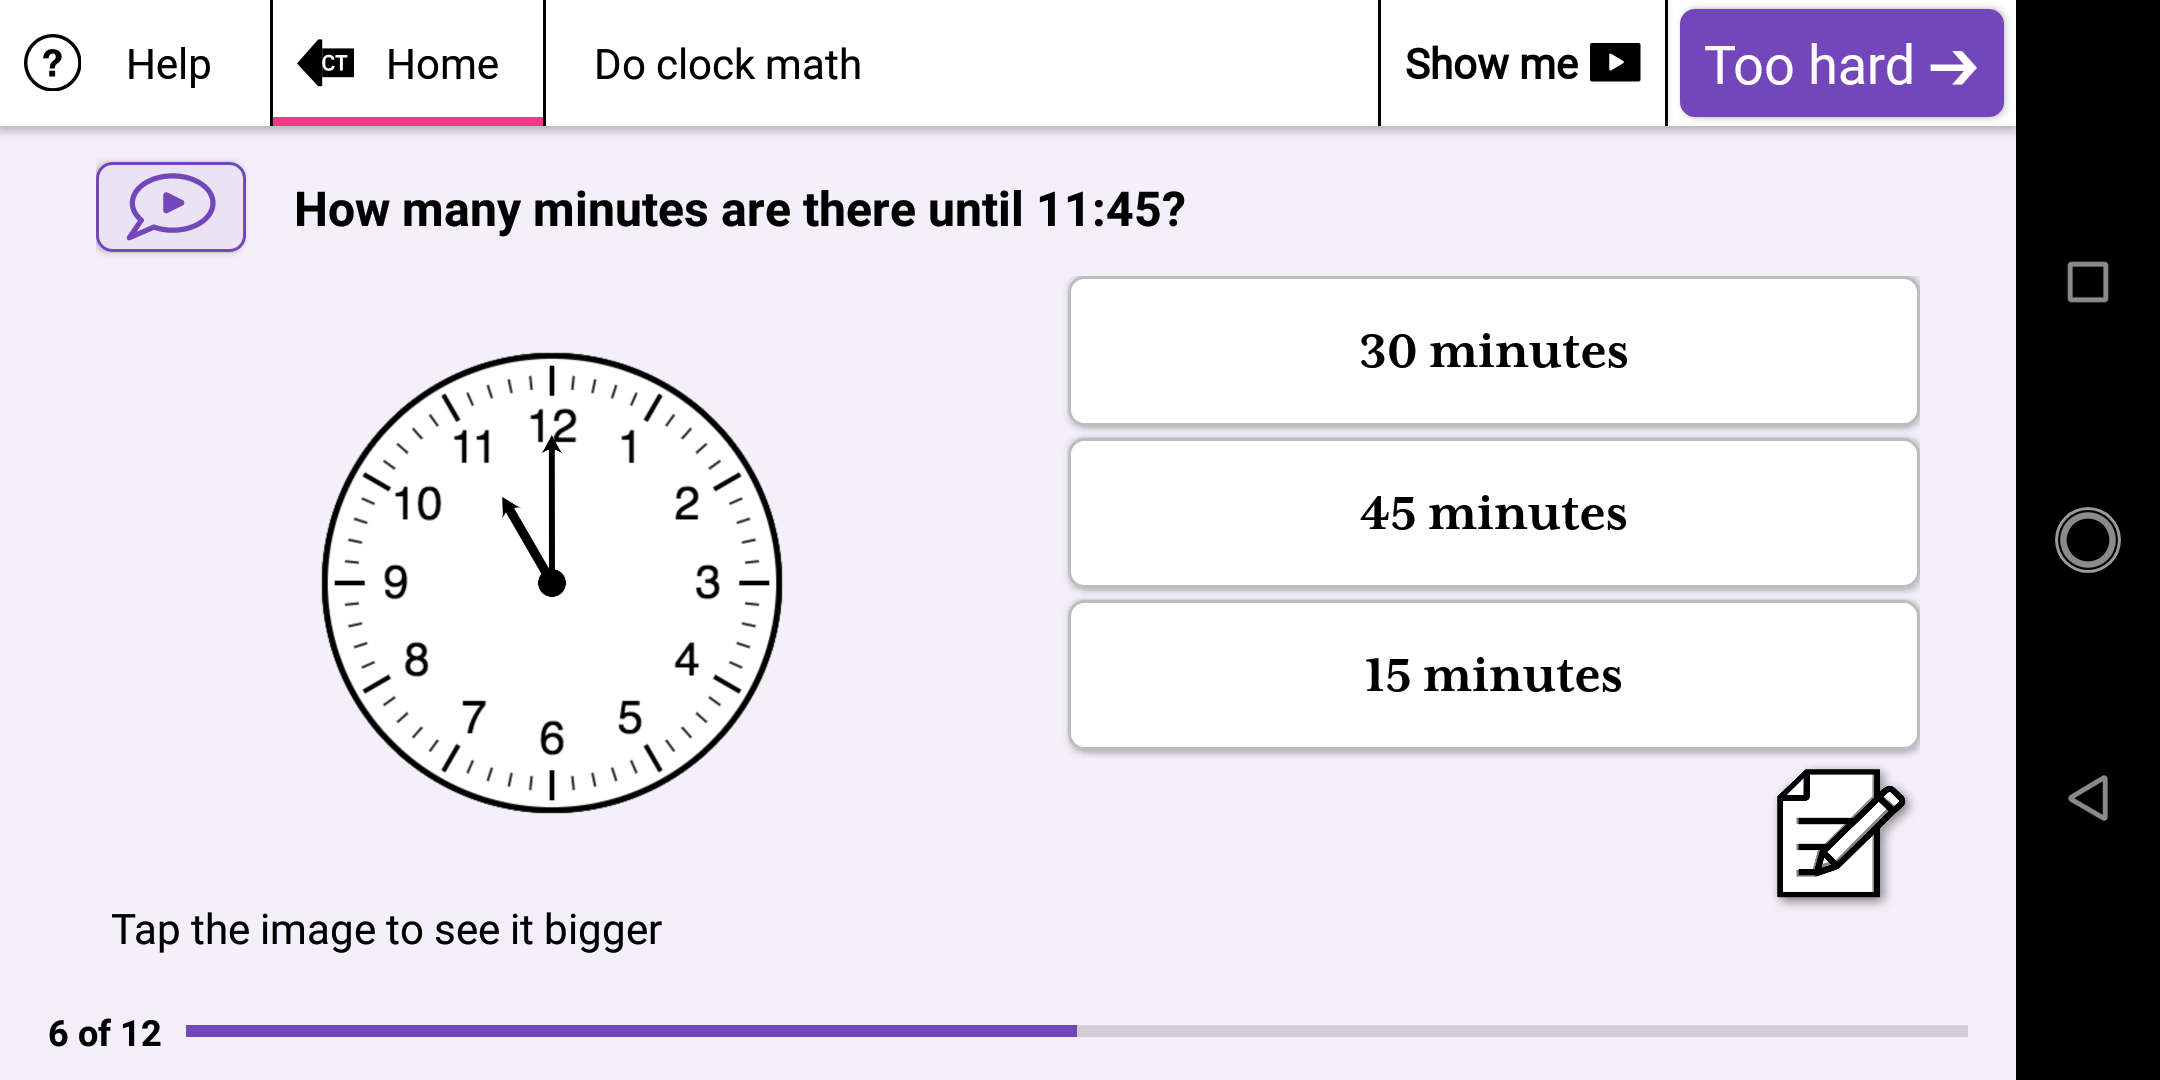 ? Help
CT Home
Do clock math
Show me
Too hard →
How many minutes are there until 11:45?
12
11 1
10 2
9 3
8 4
7 5
6
30 minutes
45 minutes
15 minutes
Tap the image to see it bigger
6 of 12